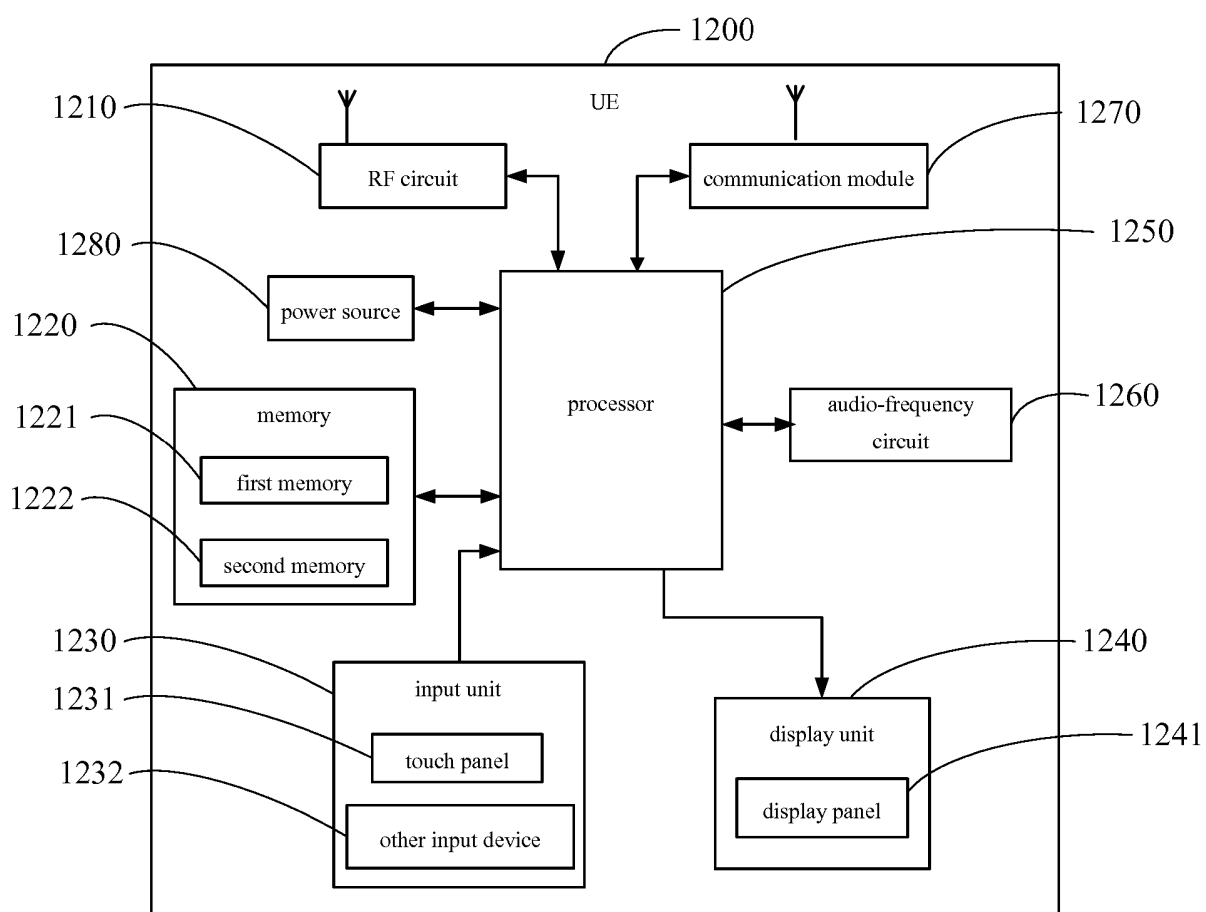 1200
UE
1210
1270
RF circuit
communication module
1280
1250
power source
1220
memory
processor
audio-frequency
circuit
1260
1221
first memory
1222
second memory
1230
input unit
1240
display unit
1231
touch panel
1241
1232
display panel
other input device